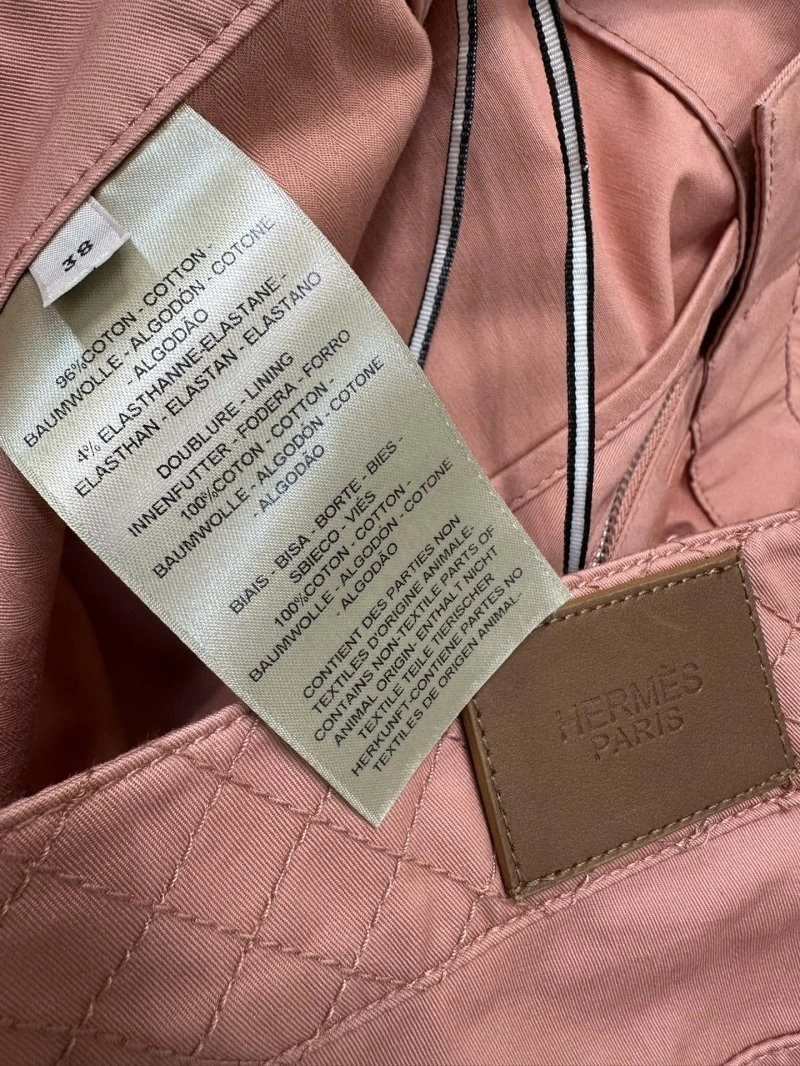 38
96%COTON - COTTON -
BAUMWOLLE - ALGODÓN - COTONE
- ALGODÃO
4% ELASTHANNE-ELASTANE -
ELASTHAN - ELASTAN - ELASTANO
DOUBLURE - LINING
INNENFUTTER - FODERA - FORRO
100%COTON - COTTON -
BAUMWOLLE - ALGODÓN - COTONE
- ALGODÃO
BIAIS - BISA - BORTE - BIES -
SBIECO - VIÉS
100%COTON - COTTON -
BAUMWOLLE - ALGODÓN - COTONE
- ALGODÃO
CONTIENT DES PARTIES NON
TEXTILES D'ORIGINE ANIMALE-
CONTAINS NON-TEXTILE PARTS OF
ANIMAL ORIGIN - ENTHALT NICHT
TEXTILE TEILE TIERISCHER
HERKUNFT-CONTIENE PARTES NO
TEXTILES DE ORIGEN ANIMAL-
HERMÈS
PARIS